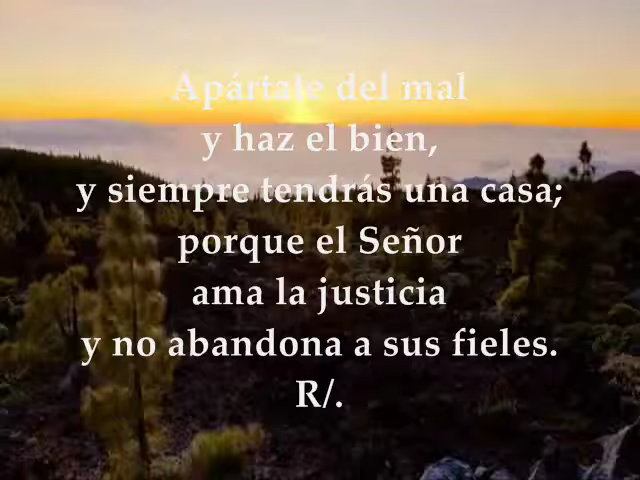 Apártate del mal
y haz el bien,
y siempre tendrás una casa;
porque el Señor
ama la justicia
y no abandona a sus fieles.
R/.